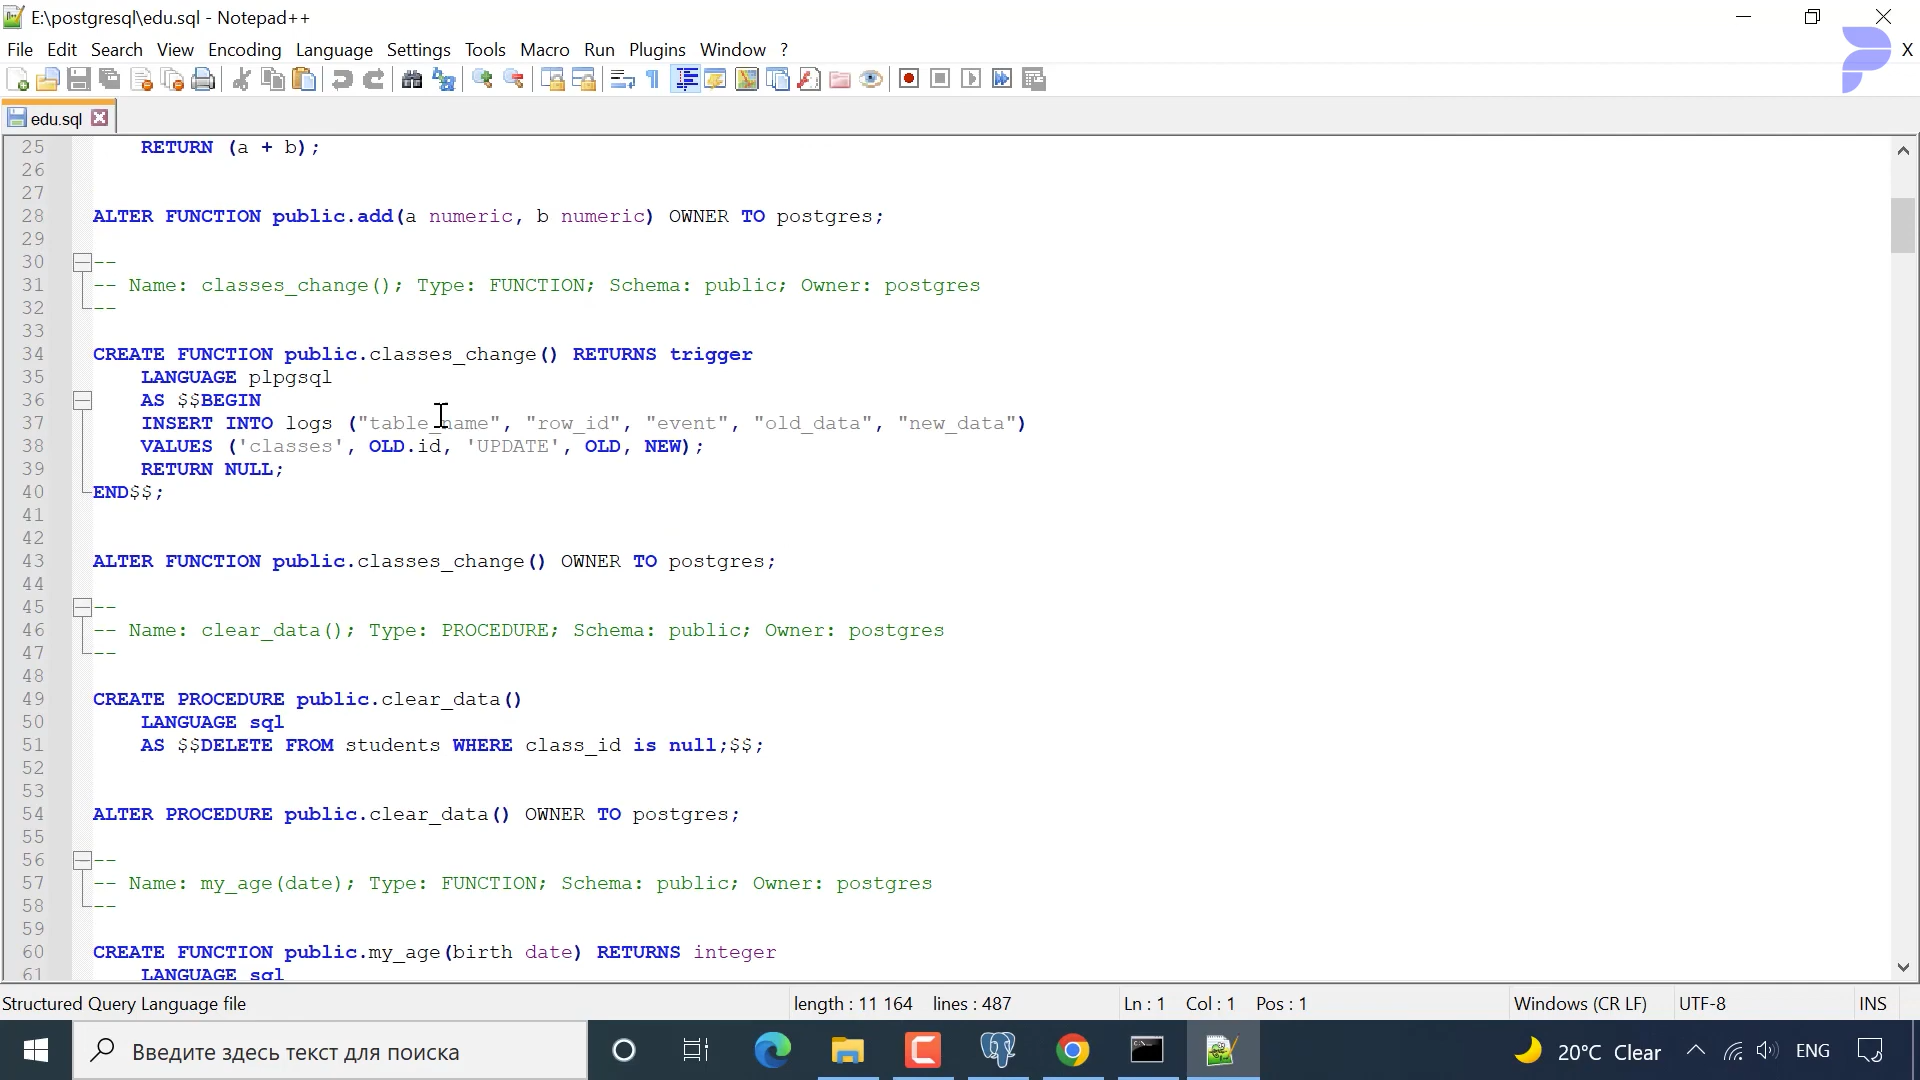 E:\postgresql\edu.sql - Notepad++
File Edit Search View Encoding Language Settings Tools Macro Run Plugins Window ? X
edu.sql
25 RETURN (a + b);
26
27
28 ALTER FUNCTION public.add(a numeric, b numeric) OWNER TO postgres;
29
30 --
31 -- Name: classes_change(); Type: FUNCTION; Schema: public; Owner: postgres
32 --
33
34 CREATE FUNCTION public.classes_change() RETURNS trigger
35 LANGUAGE plpgsql
36 AS $$BEGIN
37 INSERT INTO logs ("table_name", "row_id", "event", "old_data", "new_data")
38 VALUES ('classes', OLD.id, 'UPDATE', OLD, NEW);
39 RETURN NULL;
40 END$$;
41
42
43 ALTER FUNCTION public.classes_change() OWNER TO postgres;
44
45 --
46 -- Name: clear_data(); Type: PROCEDURE; Schema: public; Owner: postgres
47 --
48
49 CREATE PROCEDURE public.clear_data()
50 LANGUAGE sql
51 AS $$DELETE FROM students WHERE class_id is null;$$;
52
53
54 ALTER PROCEDURE public.clear_data() OWNER TO postgres;
55
56 --
57 -- Name: my_age(date); Type: FUNCTION; Schema: public; Owner: postgres
58 --
59
60 CREATE FUNCTION public.my_age(birth date) RETURNS integer
61 LANGUAGE sql
Structured Query Language file length : 11 164 lines : 487 Ln : 1 Col : 1 Pos : 1 Windows (CR LF) UTF-8 INS
Введите здесь текст для поиска 20°C Clear ENG